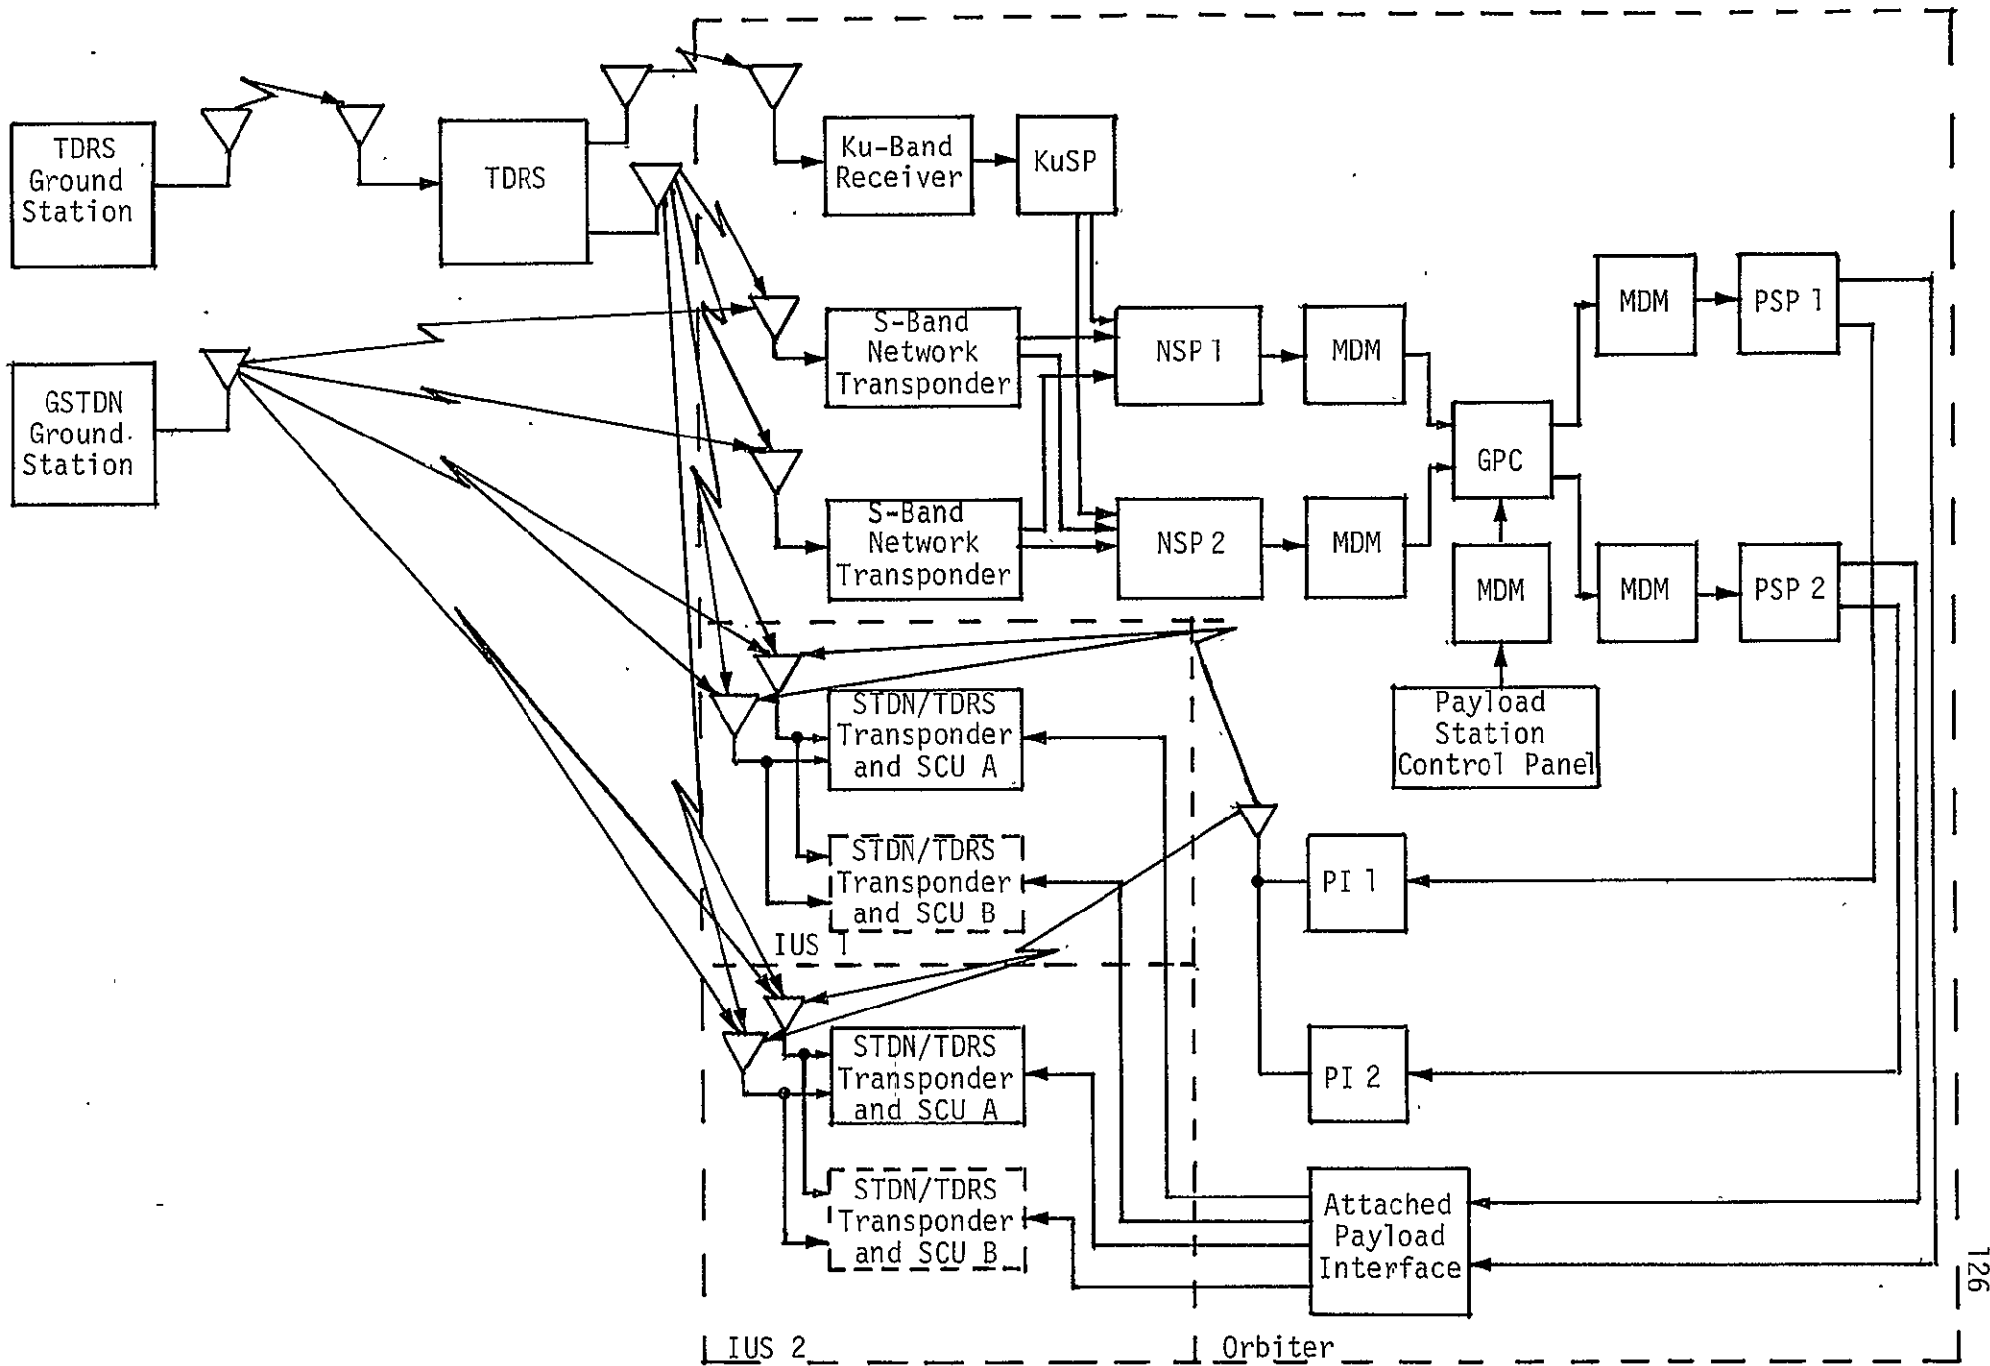 TDRS
Ground
Station
TDRS
Ku-Band
Receiver
KuSP
GSTDN
Ground
Station
S-Band
Network
Transponder
NSP 1
MDM
GPC
MDM
PSP 1
S-Band
Network
Transponder
NSP 2
MDM
MDM
MDM
PSP 2
Payload
Station
Control Panel
STDN/TDRS
Transponder
and SCU A
STDN/TDRS
Transponder
and SCU B
IUS 1
PI 1
STDN/TDRS
Transponder
and SCU A
PI 2
STDN/TDRS
Transponder
and SCU B
Attached
Payload
Interface
IUS 2
Orbiter
126